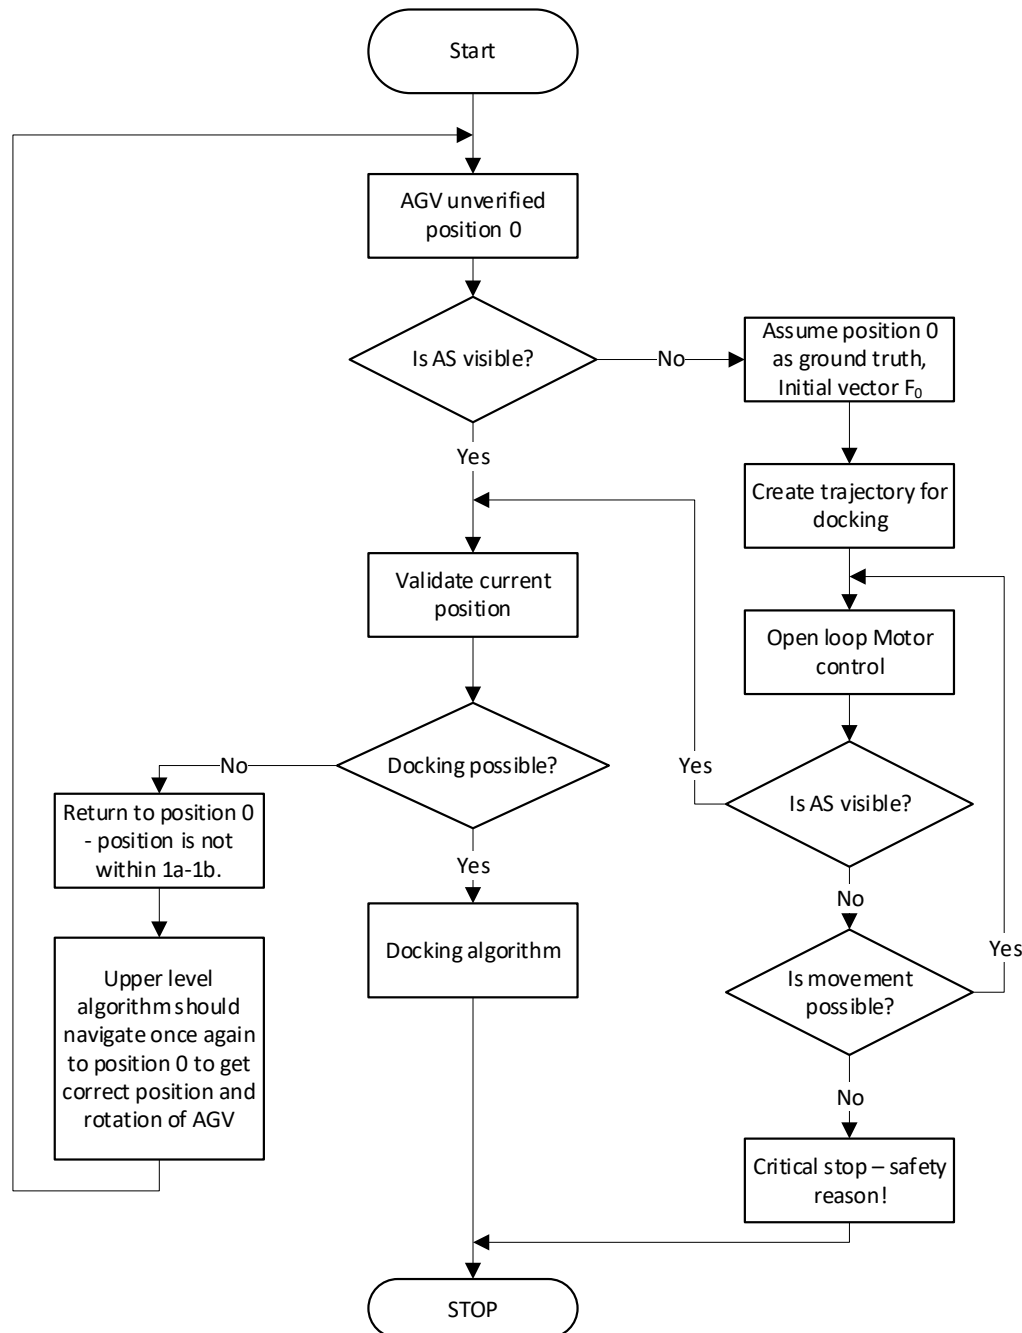 Start
AGV unverified
position 0
Is AS visible?
No
Assume position 0
as ground truth,
Initial vector F₀
Yes
Create trajectory for
docking
Validate current
position
Open loop Motor
control
Docking possible?
No
Yes
Is AS visible?
Return to position 0
- position is not
within 1a-1b.
Yes
No
Docking algorithm
Yes
Is movement
possible?
Upper level
algorithm should
navigate once again
to position 0 to get
correct position and
rotation of AGV
No
Critical stop – safety
reason!
STOP